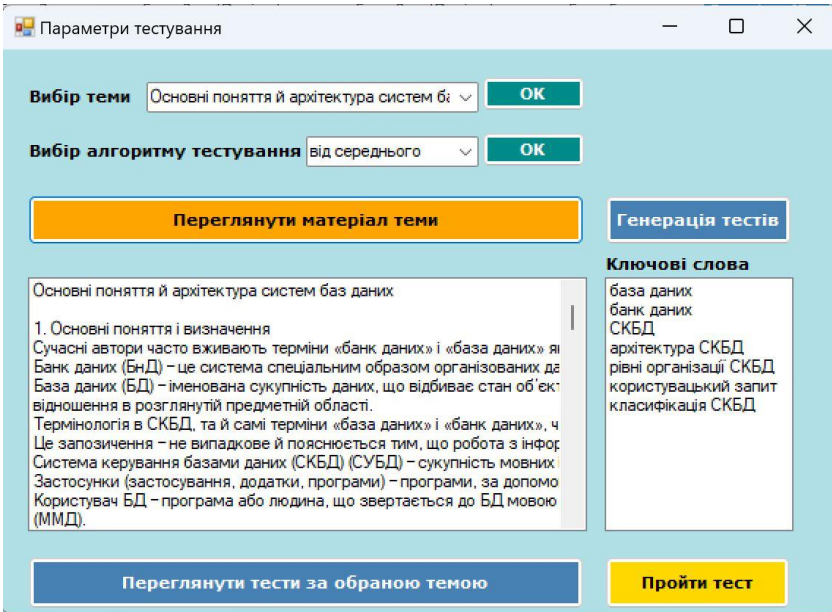 Параметри тестування
Вибір теми Основні поняття й архітектура систем ба OK
Вибір алгоритму тестування від середнього OK
Переглянути матеріал теми
Генерація тестів
Ключові слова
Основні поняття й архітектура систем баз даних
1. Основні поняття і визначення
Сучасні автори часто вживають терміни «банк даних» і «база даних» як
Банк даних (БнД) – це система спеціальним образом організованих да
База даних (БД) – іменована сукупність даних, що відбиває стан об'єкт
відношення в розглянутій предметній області.
Термінологія в СКБД, та й самі терміни «база даних» і «банк даних», ч
Це запозичення – не випадкове й пояснюється тим, що робота з інфор
Система керування базами даних (СКБД) (СУБД) – сукупність мовних
Застосунки (застосування, додатки, програми) – програми, за допомо
Користувач БД – програма або людина, що звертається до БД мовою
(ММД).
база даних
банк даних
СКБД
архітектура СКБД
рівні організації СКБД
користувацький запит
класифікація СКБД
Переглянути тести за обраною темою
Пройти тест